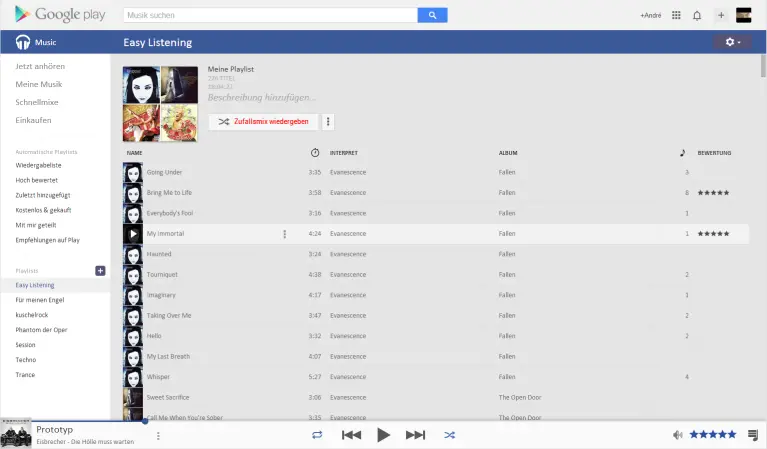 Google play
Musik suchen
+André
Music
Easy Listening
Jetzt anhören
Meine Musik
Schnellmixe
Einkaufen
Automatische Playlists
Wiedergabeliste
Hoch bewertet
Zuletzt hinzugefügt
Kostenlos & gekauft
Mit mir geteilt
Empfehlungen auf Play
Playlists
Easy Listening
Für meinen Engel
kuschelrock
Phantom der Oper
Session
Techno
Trance
Meine Playlist
Beschreibung hinzufügen...
Zufallsmix wiedergeben
NAME INTERPRET ALBUM BEWERTUNG
Going Under 3:35 Evanescence Fallen 3
Bring Me to Life 3:58 Evanescence Fallen 8
Everybody's Fool 3:16 Evanescence Fallen 1
My Immortal 4:24 Evanescence Fallen 1
Haunted 3:24 Evanescence Fallen
Tourniquet 4:38 Evanescence Fallen 2
Imaginary 4:17 Evanescence Fallen 1
Taking Over Me 3:47 Evanescence Fallen 2
Hello 3:32 Evanescence Fallen 2
My Last Breath 4:07 Evanescence Fallen
Whisper 5:27 Evanescence Fallen 4
Sweet Sacrifice 3:06 Evanescence The Open Door
Call Me When You're Sober 3:35 Evanescence The Open Door
Prototyp
Eisbrecher - Die Hölle muss warten